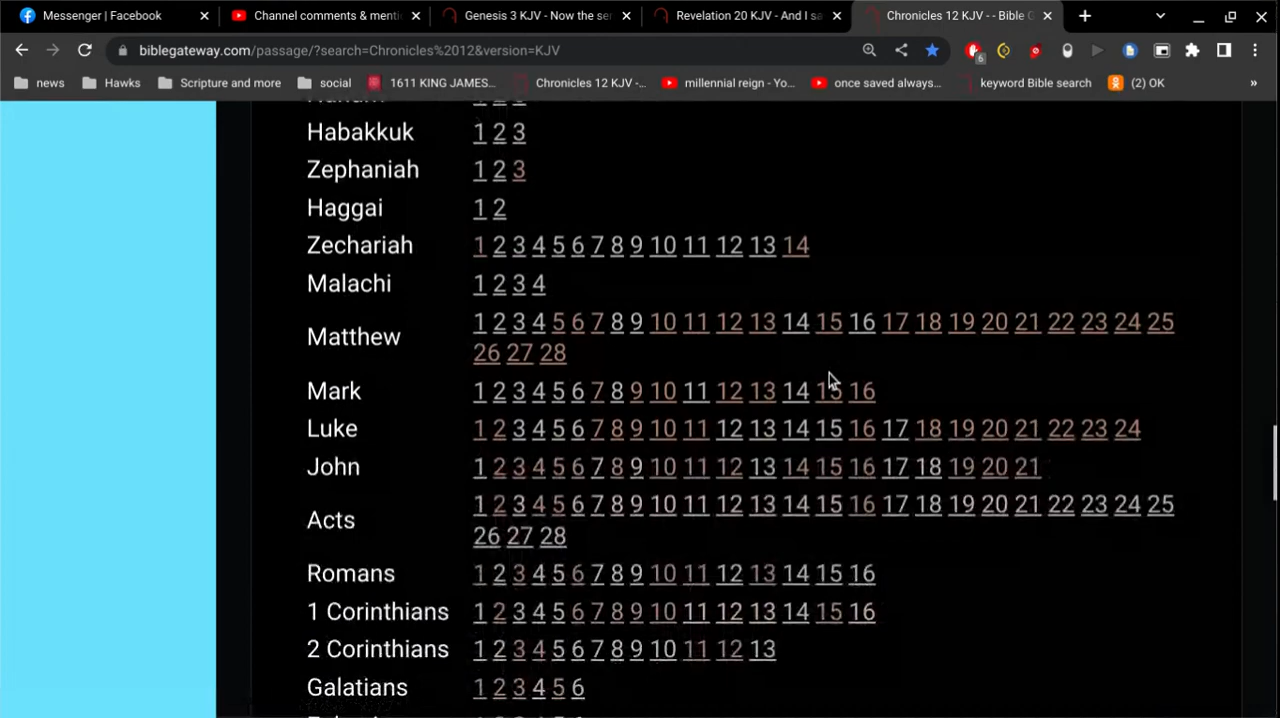 Messenger | Facebook
Channel comments & menti
Genesis 3 KJV - Now the se
Revelation 20 KJV - And I sa
Chronicles 12 KJV - - Bible G
biblegateway.com/passage/?search=Chronicles%2012&version=KJV
6
news
Hawks
Scripture and more
social
1611 KING JAMES...
Chronicles 12 KJV -...
millennial reign - Yo...
once saved always...
keyword Bible search
(2) OK
»
Habakkuk 1 2 3
Zephaniah 1 2 3
Haggai 1 2
Zechariah 1 2 3 4 5 6 7 8 9 10 11 12 13 14
Malachi 1 2 3 4
Matthew 1 2 3 4 5 6 7 8 9 10 11 12 13 14 15 16 17 18 19 20 21 22 23 24 25
26 27 28
Mark 1 2 3 4 5 6 7 8 9 10 11 12 13 14 15 16
Luke 1 2 3 4 5 6 7 8 9 10 11 12 13 14 15 16 17 18 19 20 21 22 23 24
John 1 2 3 4 5 6 7 8 9 10 11 12 13 14 15 16 17 18 19 20 21
Acts 1 2 3 4 5 6 7 8 9 10 11 12 13 14 15 16 17 18 19 20 21 22 23 24 25
26 27 28
Romans 1 2 3 4 5 6 7 8 9 10 11 12 13 14 15 16
1 Corinthians 1 2 3 4 5 6 7 8 9 10 11 12 13 14 15 16
2 Corinthians 1 2 3 4 5 6 7 8 9 10 11 12 13
Galatians 1 2 3 4 5 6